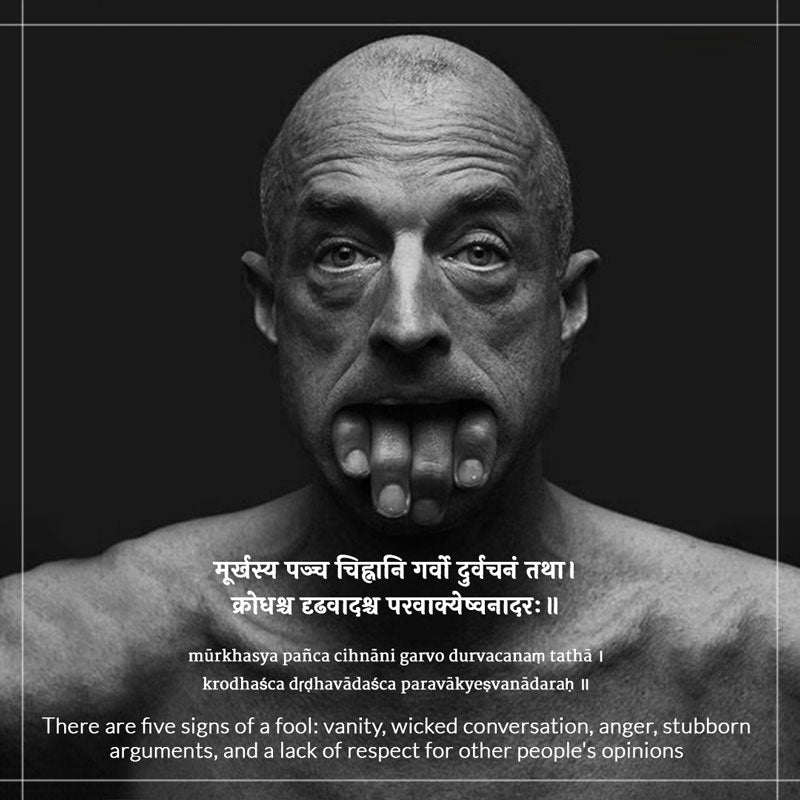 मूर्खस्य पञ्च चिह्नानि गर्वो दुर्वचनं तथा।
क्रोधश्च दृढवादश्च परवाक्येष्वनादरः॥
mūrkhasya pañca cihnāni garvo durvacanaṃ tathā ।
krodhaśca dṛḍhavādaśca paravākyeṣvanādaraḥ ॥
There are five signs of a fool: vanity, wicked conversation, anger, stubborn
arguments, and a lack of respect for other people's opinions